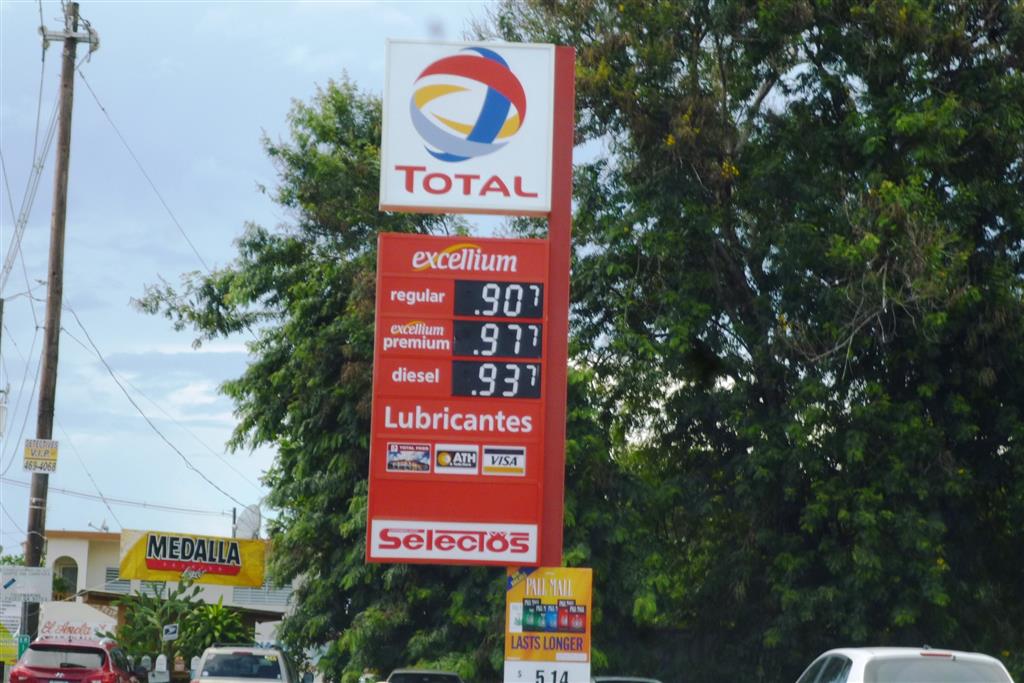 TOTAL
excellium
regular .907
excellium
premium .977
diesel .937
Lubricantes
ATH
VISA
Selectos
PALL MALL
LASTS LONGER
$ 5.14
V.I.P.
463-4068
MEDALLA